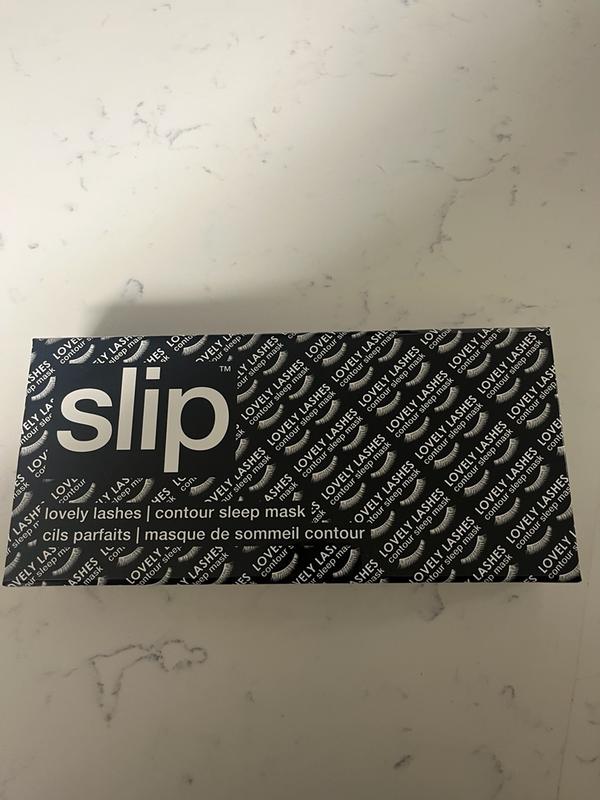 slip™
lovely lashes | contour sleep mask
cils parfaits | masque de sommeil contour
LOVELY LASHES
contour sleep mask